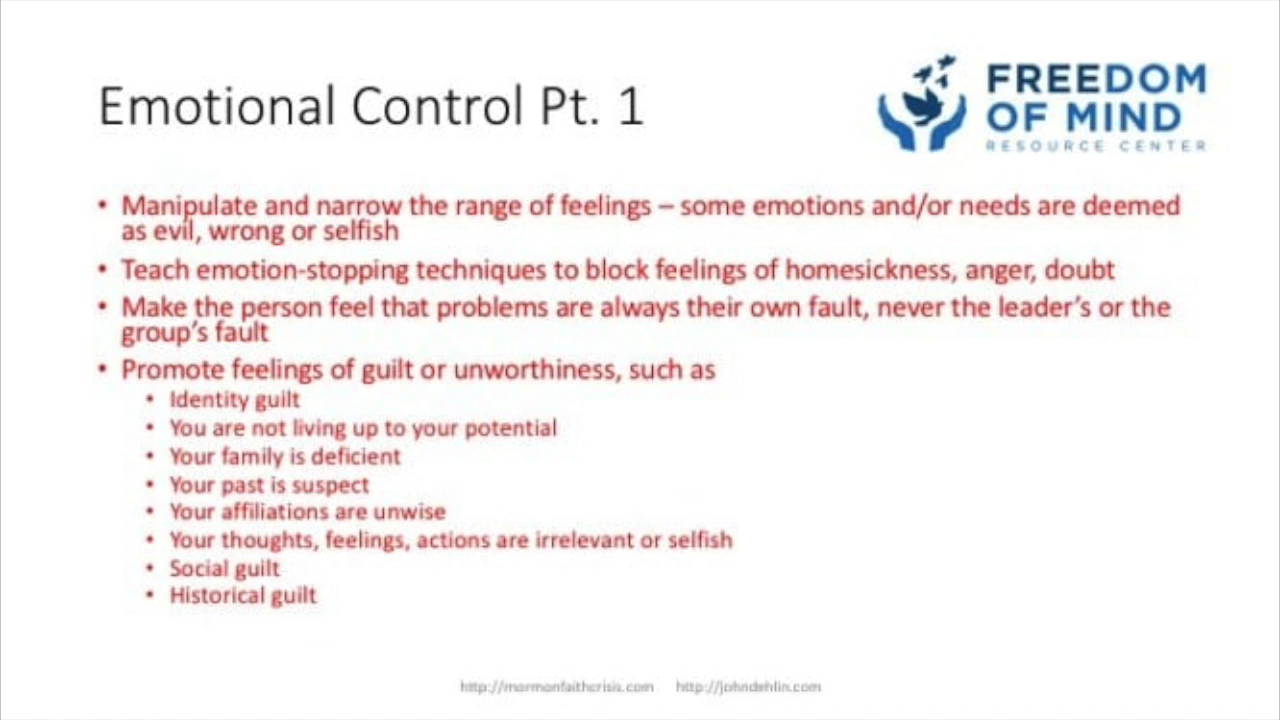 Emotional Control Pt. 1
FREEDOM
OF MIND
RESOURCE CENTER
• Manipulate and narrow the range of feelings – some emotions and/or needs are deemed
as evil, wrong or selfish
• Teach emotion-stopping techniques to block feelings of homesickness, anger, doubt
• Make the person feel that problems are always their own fault, never the leader's or the
group's fault
• Promote feelings of guilt or unworthiness, such as
• Identity guilt
• You are not living up to your potential
• Your family is deficient
• Your past is suspect
• Your affiliations are unwise
• Your thoughts, feelings, actions are irrelevant or selfish
• Social guilt
• Historical guilt
http://mormonfaithcrisis.com http://johndehlin.com